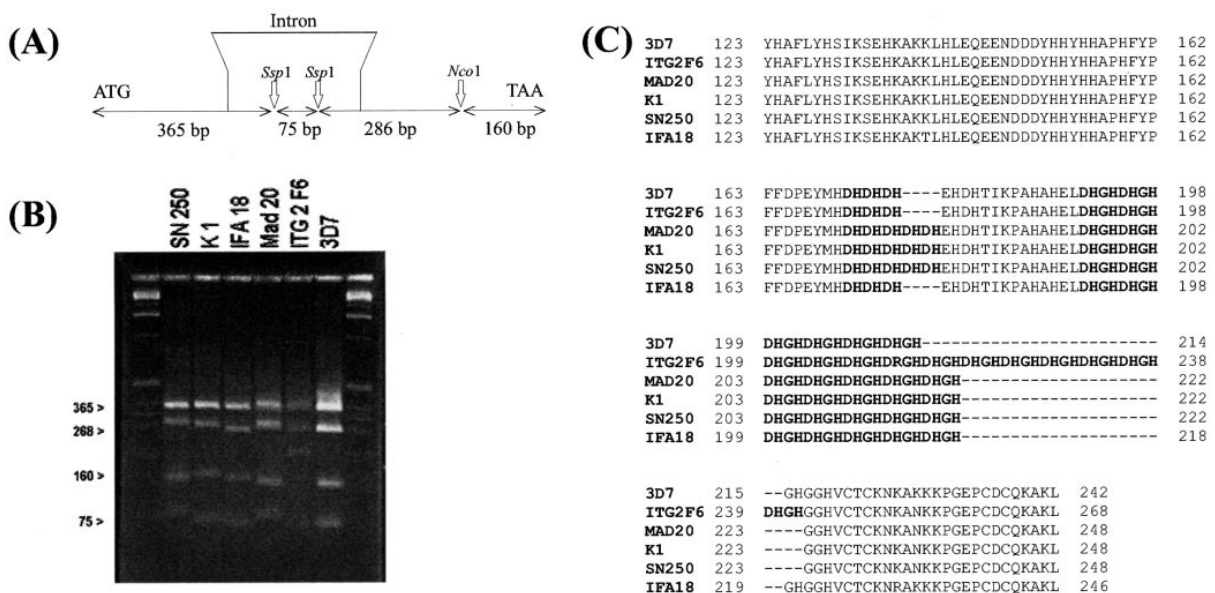 (A)
Intron
Ssp1 Ssp1 Nco1
ATG TAA
365 bp 75 bp 286 bp 160 bp
(B)
SN 250
K 1
IFA 18
Mad 20
ITG 2 F6
3D7
365 >
268 >
160 >
75 >
(C)
3D7 123 YHAFLYHSIKSEHKAKKLHLEQEENDDDYHHYHHAPHFYP 162
ITG2F6 123 YHAFLYHSIKSEHKAKKLHLEQEENDDDYHHYHHAPHFYP 162
MAD20 123 YHAFLYHSIKSEHKAKKLHLEQEENDDDYHHYHHAPHFYP 162
K1 123 YHAFLYHSIKSEHKAKKLHLEQEENDDDYHHYHHAPHFYP 162
SN250 123 YHAFLYHSIKSEHKAKKLHLEQEENDDDYHHYHHAPHFYP 162
IFA18 123 YHAFLYHSIKSEHKAKTLHLEQEENDDDYHHYHHAPHFYP 162
3D7 163 FFDPEYMHDHDHDH----EHDHTIKPAHAHELDHGHDHGH 198
ITG2F6 163 FFDPEYMHDHDHDH----EHDHTIKPAHAHELDHGHDHGH 198
MAD20 163 FFDPEYMHDHDHDHDHDHEHDHTIKPAHAHELDHGHDHGH 202
K1 163 FFDPEYMHDHDHDHDHDHEHDHTIKPAHAHELDHGHDHGH 202
SN250 163 FFDPEYMHDHDHDHDHDHEHDHTIKPAHAHELDHGHDHGH 202
IFA18 163 FFDPEYMHDHDHDH----EHDHTIKPAHAHELDHGHDHGH 198
3D7 199 DHGHDHGHDHGHDHGH------------------------ 214
ITG2F6 199 DHGHDHGHDHGHDRGHDHGHDHGHDHGHDHGHDHGHDHGH 238
MAD20 203 DHGHDHGHDHGHDHGHDHGH-------------------- 222
K1 203 DHGHDHGHDHGHDHGHDHGH-------------------- 222
SN250 203 DHGHDHGHDHGHDHGHDHGH-------------------- 222
IFA18 199 DHGHDHGHDHGHDHGHDHGH-------------------- 218
3D7 215 --GHGGHVCTCKNKAKKKPGEPCDCQKAKL 242
ITG2F6 239 DHGHGGHVCTCKNKANKKPGEPCDCQKAKL 268
MAD20 223 ----GGHVCTCKNKANKKPGEPCDCQKAKL 248
K1 223 ----GGHVCTCKNKANKKPGEPCDCQKAKL 248
SN250 223 ----GGHVCTCKNKANKKPGEPCDCQKAKL 248
IFA18 219 --GHGGHVCTCKNRAKKKPGEPCDCQKAKL 246